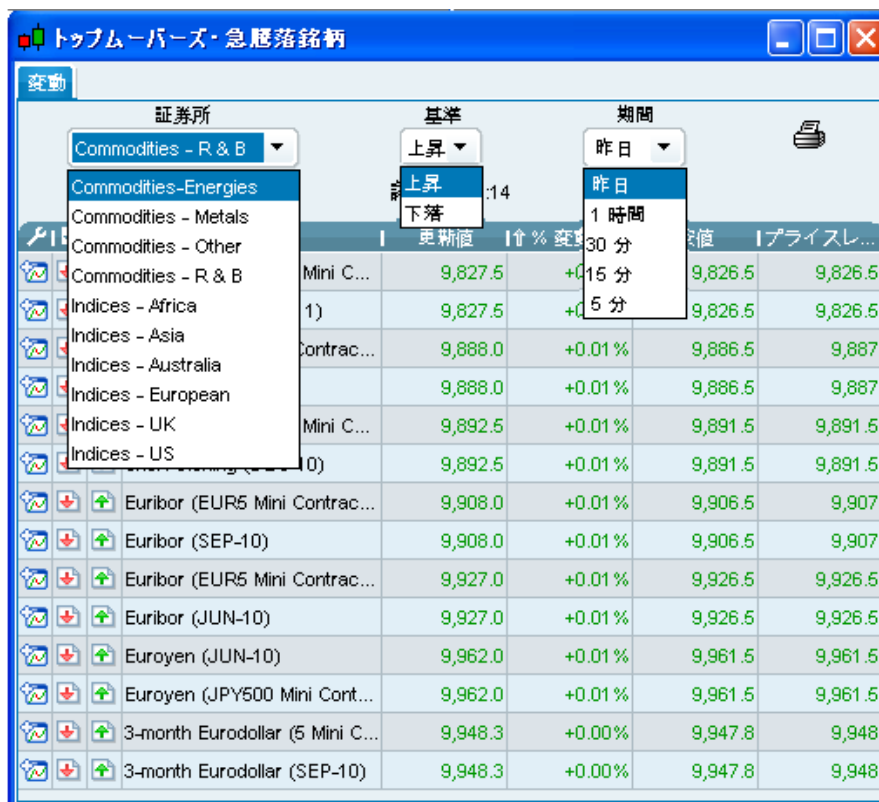 トップムーバーズ・急騰落銘柄
変動
証券所 基準 期間
Commodities - R & B 上昇 昨日
Commodities-Energies 上昇 昨日
:14
Commodities - Metals 下落 1 時間
Commodities - Other 更新値 % 変 値 プライスレ...
30 分
Commodities - R & B Mini C... 9,827.5 15 分 9,826.5 9,826.5
Indices - Africa 1) 9,827.5 5 分 9,826.5 9,826.5
Indices - Asia
Indices - Australia Contrac... 9,888.0 +0.01% 9,886.5 9,887
Indices - European 9,888.0 +0.01% 9,886.5 9,887
Indices - UK Mini C... 9,892.5 +0.01% 9,891.5 9,891.5
Indices - US 10) 9,892.5 +0.01% 9,891.5 9,891.5
Euribor (EUR5 Mini Contrac... 9,908.0 +0.01% 9,906.5 9,907
Euribor (SEP-10) 9,908.0 +0.01% 9,906.5 9,907
Euribor (EUR5 Mini Contrac... 9,927.0 +0.01% 9,926.5 9,926.5
Euribor (JUN-10) 9,927.0 +0.01% 9,926.5 9,926.5
Euroyen (JUN-10) 9,962.0 +0.01% 9,961.5 9,961.5
Euroyen (JPY500 Mini Cont... 9,962.0 +0.01% 9,961.5 9,961.5
3-month Eurodollar (5 Mini C... 9,948.3 +0.00% 9,947.8 9,948
3-month Eurodollar (SEP-10) 9,948.3 +0.00% 9,947.8 9,948